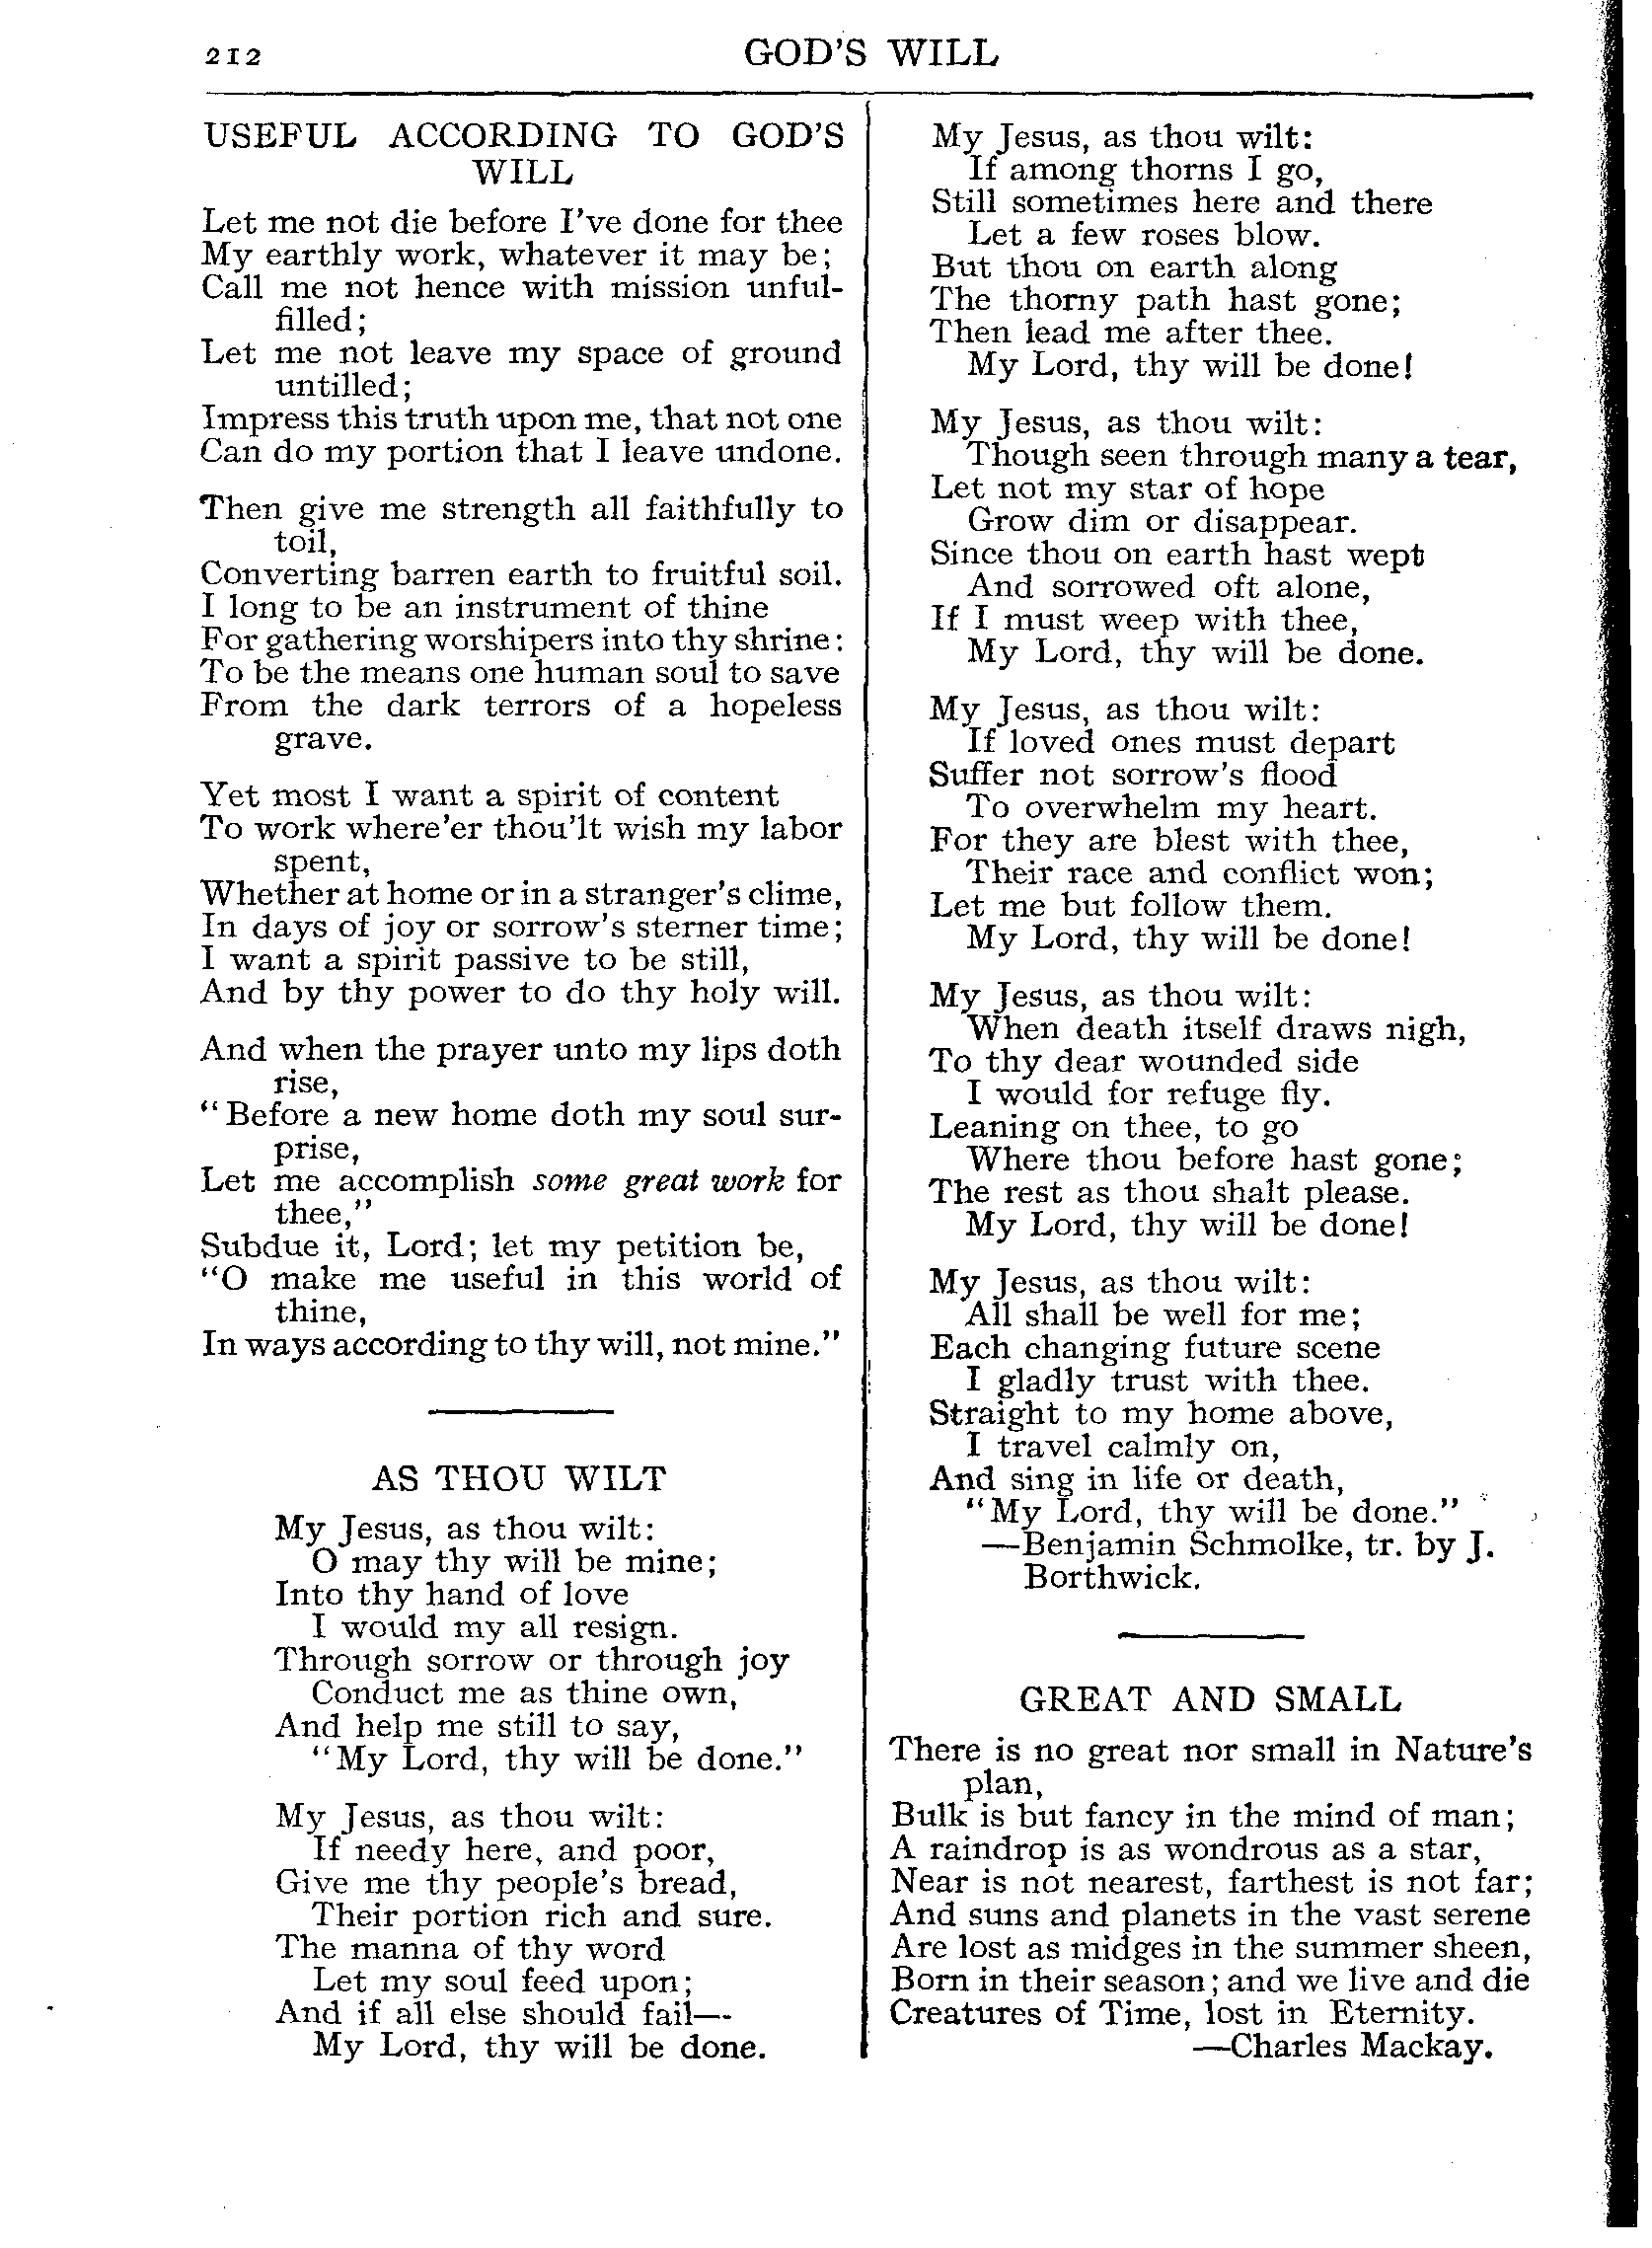 212
GOD'S WILL
USEFUL ACCORDING TO GOD'S
WILL
Let me not die before I've done for thee
My earthly work, whatever it may be;
Call me not hence with mission unful-
filled;
Let me not leave my space of ground
untilled;
Impress this truth upon me, that not one
Can do my portion that I leave undone.
Then give me strength all faithfully to
toil,
Converting barren earth to fruitful soil.
I long to be an instrument of thine
For gathering worshipers into thy shrine:
To be the means one human soul to save
From the dark terrors of a hopeless
grave.
Yet most I want a spirit of content
To work where'er thou'lt wish my labor
spent,
Whether at home or in a stranger's clime,
In days of joy or sorrow's sterner time;
I want a spirit passive to be still,
And by thy power to do thy holy will.
And when the prayer unto my lips doth
rise,
"Before a new home doth my soul sur-
prise,
Let me accomplish some great work for
thee,"
Subdue it, Lord; let my petition be,
"O make me useful in this world of
thine,
In ways according to thy will, not mine."
AS THOU WILT
My Jesus, as thou wilt:
O may thy will be mine;
Into thy hand of love
I would my all resign.
Through sorrow or through joy
Conduct me as thine own,
And help me still to say,
"My Lord, thy will be done."
My Jesus, as thou wilt:
If needy here, and poor,
Give me thy people's bread,
Their portion rich and sure.
The manna of thy word
Let my soul feed upon;
And if all else should fail—
My Lord, thy will be done.
My Jesus, as thou wilt:
If among thorns I go,
Still sometimes here and there
Let a few roses blow.
But thou on earth along
The thorny path hast gone;
Then lead me after thee.
My Lord, thy will be done!
My Jesus, as thou wilt:
Though seen through many a tear,
Let not my star of hope
Grow dim or disappear.
Since thou on earth hast wept
And sorrowed oft alone,
If I must weep with thee,
My Lord, thy will be done.
My Jesus, as thou wilt:
If loved ones must depart
Suffer not sorrow's flood
To overwhelm my heart.
For they are blest with thee,
Their race and conflict won;
Let me but follow them.
My Lord, thy will be done!
My Jesus, as thou wilt:
When death itself draws nigh,
To thy dear wounded side
I would for refuge fly.
Leaning on thee, to go
Where thou before hast gone;
The rest as thou shalt please.
My Lord, thy will be done!
My Jesus, as thou wilt:
All shall be well for me;
Each changing future scene
I gladly trust with thee.
Straight to my home above,
I travel calmly on,
And sing in life or death,
"My Lord, thy will be done."
—Benjamin Schmolke, tr. by J.
Borthwick.
GREAT AND SMALL
There is no great nor small in Nature's
plan,
Bulk is but fancy in the mind of man;
A raindrop is as wondrous as a star,
Near is not nearest, farthest is not far;
And suns and planets in the vast serene
Are lost as midges in the summer sheen,
Born in their season; and we live and die
Creatures of Time, lost in Eternity.
—Charles Mackay.